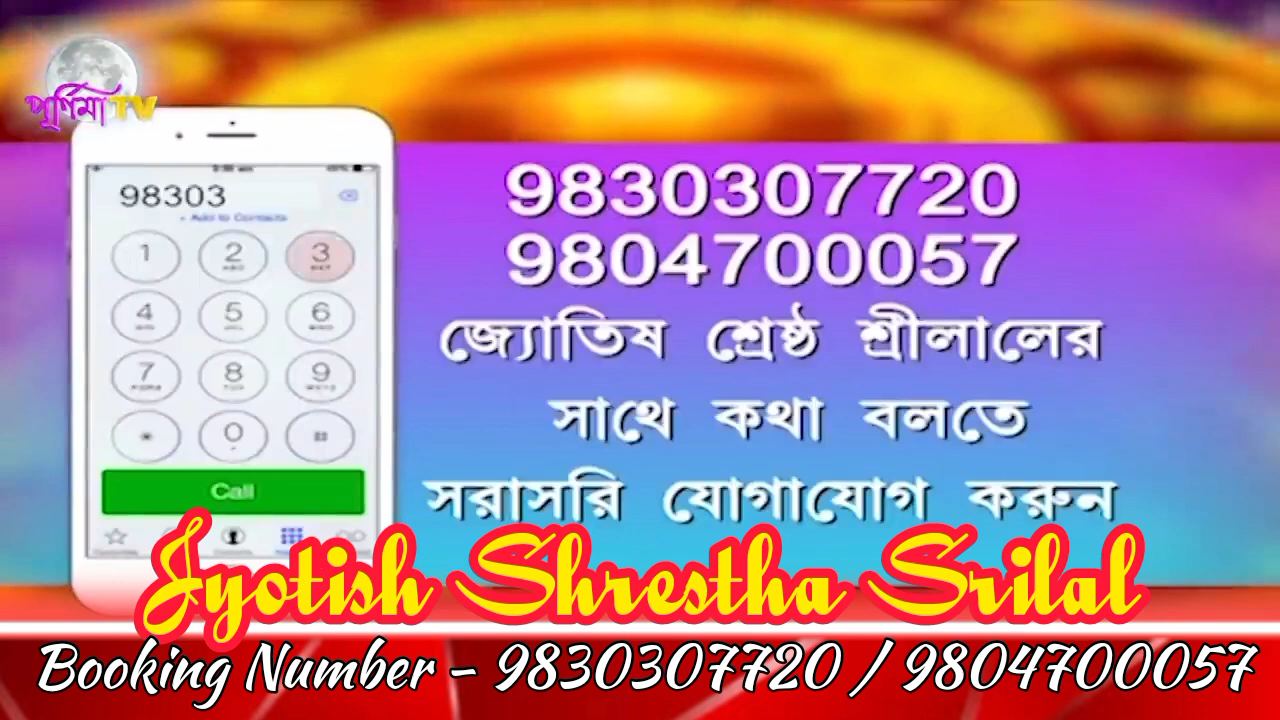 পূর্ণিমা TV
98303
+ Add to Contacts
1 2 3
4 5 6
7 8 9
0
Call
9830307720
9804700057
জ্যোতিষ শ্রেষ্ঠ শ্রীলালের
সাথে কথা বলতে
সরাসরি যোগাযোগ করুন
Jyotish Shrestha Srilal
Booking Number - 9830307720 / 9804700057